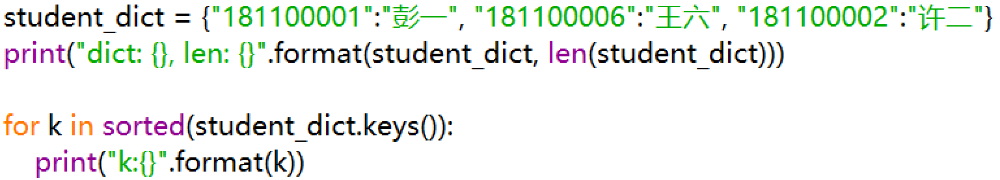 student_dict = {"181100001":"彭一", "181100006":"王六", "181100002":"许二"}
print("dict: {}, len: {}".format(student_dict, len(student_dict)))
for k in sorted(student_dict.keys()):
    print("k:{}".format(k))